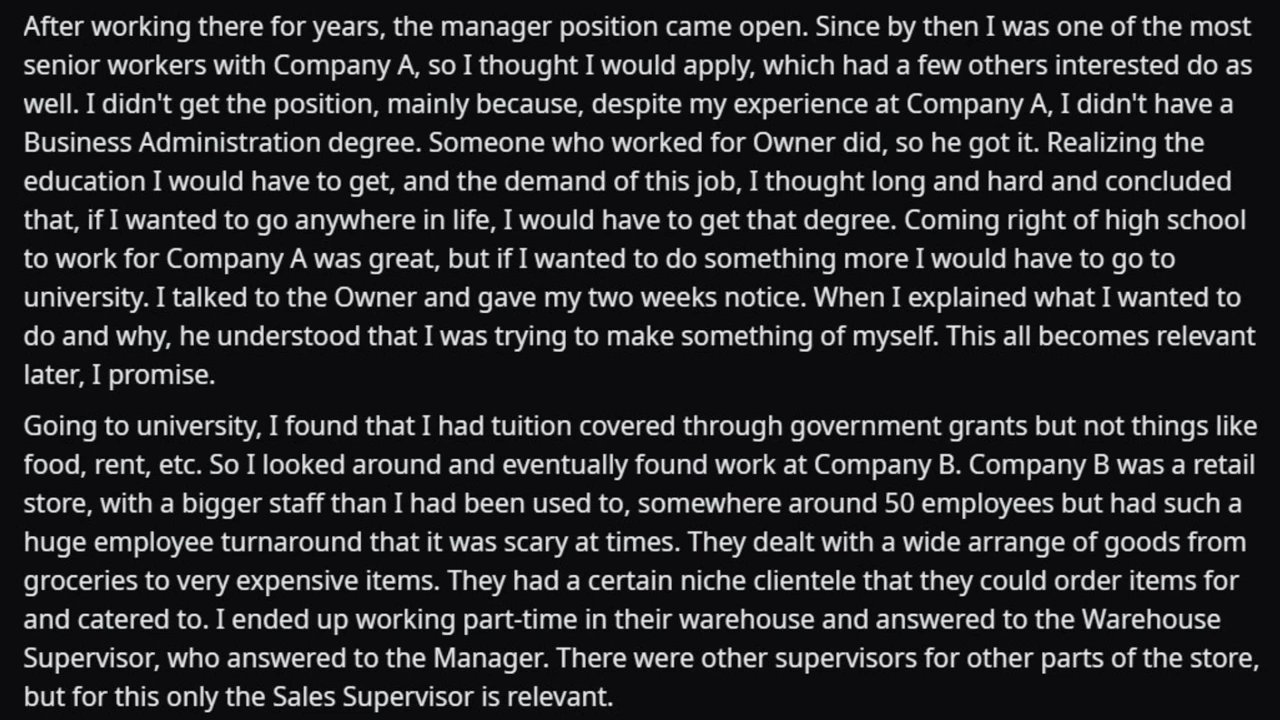 After working there for years, the manager position came open. Since by then I was one of the most
senior workers with Company A, so I thought I would apply, which had a few others interested do as
well. I didn't get the position, mainly because, despite my experience at Company A, I didn't have a
Business Administration degree. Someone who worked for Owner did, so he got it. Realizing the
education I would have to get, and the demand of this job, I thought long and hard and concluded
that, if I wanted to go anywhere in life, I would have to get that degree. Coming right of high school
to work for Company A was great, but if I wanted to do something more I would have to go to
university. I talked to the Owner and gave my two weeks notice. When I explained what I wanted to
do and why, he understood that I was trying to make something of myself. This all becomes relevant
later, I promise.
Going to university, I found that I had tuition covered through government grants but not things like
food, rent, etc. So I looked around and eventually found work at Company B. Company B was a retail
store, with a bigger staff than I had been used to, somewhere around 50 employees but had such a
huge employee turnaround that it was scary at times. They dealt with a wide arrange of goods from
groceries to very expensive items. They had a certain niche clientele that they could order items for
and catered to. I ended up working part-time in their warehouse and answered to the Warehouse
Supervisor, who answered to the Manager. There were other supervisors for other parts of the store,
but for this only the Sales Supervisor is relevant.